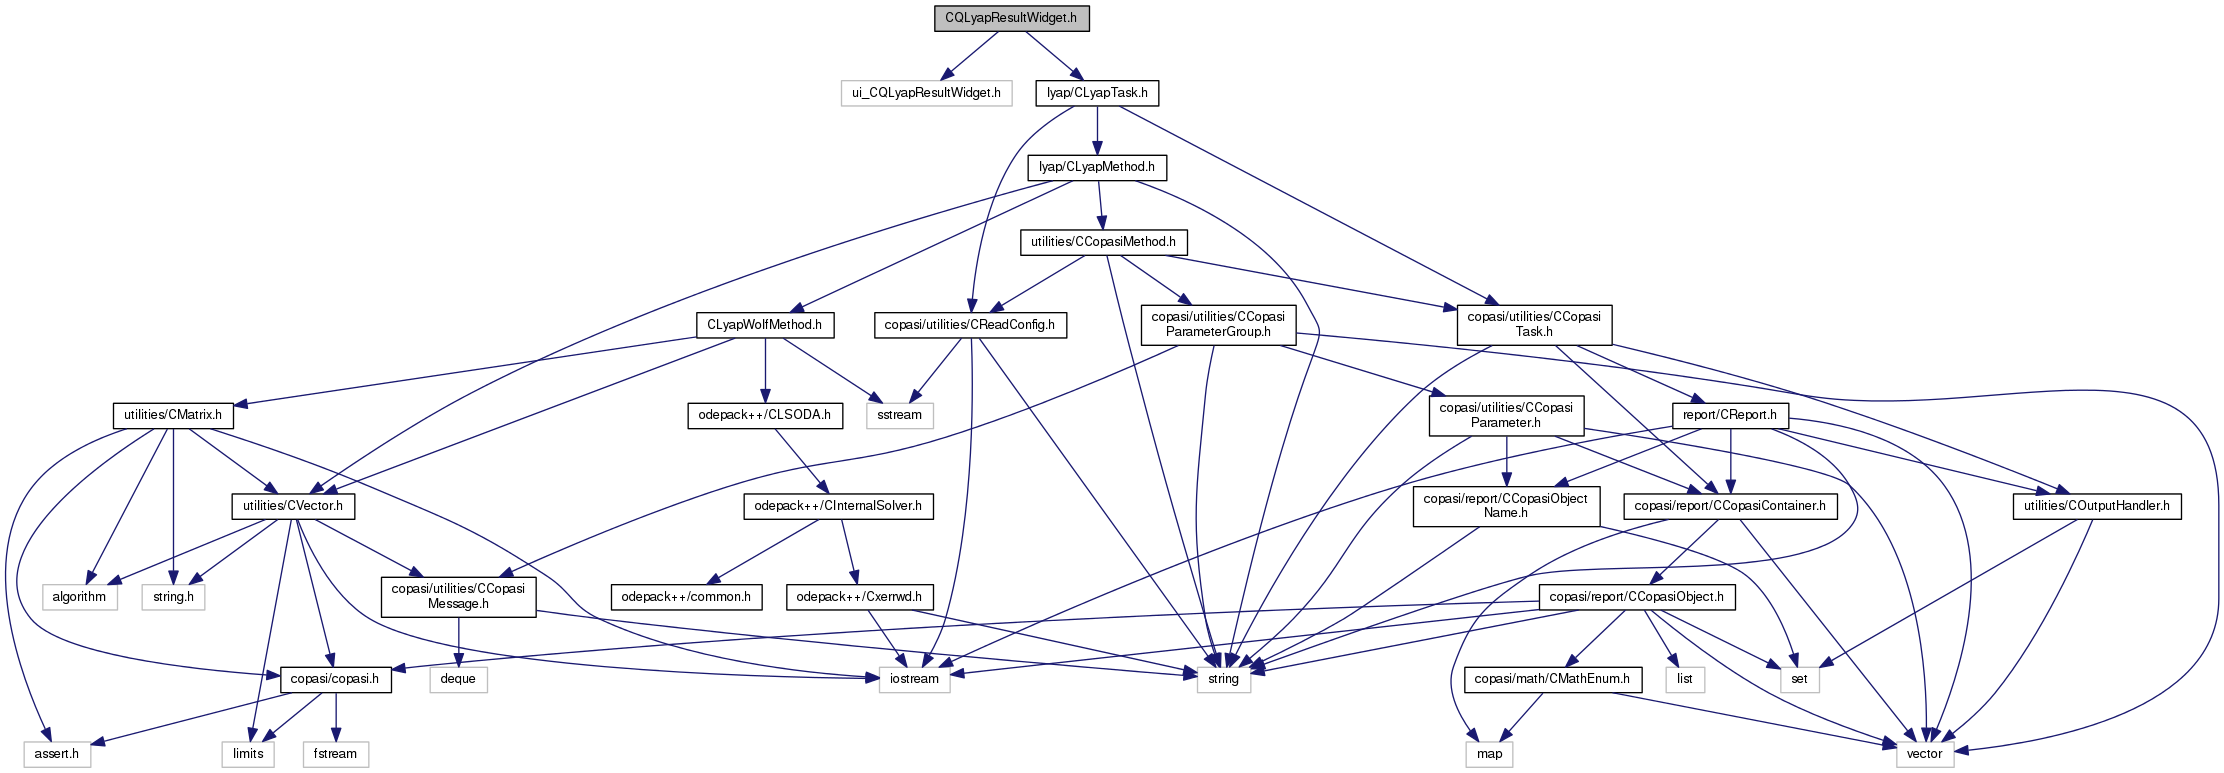 CQLyapResultWidget.h
ui_CQLyapResultWidget.h
lyap/CLyapTask.h
lyap/CLyapMethod.h
utilities/CCopasiMethod.h
CLyapWolfMethod.h
copasi/utilities/CReadConfig.h
copasi/utilities/CCopasi
ParameterGroup.h
copasi/utilities/CCopasi
Task.h
utilities/CMatrix.h
odepack++/CLSODA.h
sstream
copasi/utilities/CCopasi
Parameter.h
report/CReport.h
utilities/CVector.h
odepack++/CInternalSolver.h
copasi/report/CCopasiObject
Name.h
copasi/report/CCopasiContainer.h
utilities/COutputHandler.h
algorithm
string.h
copasi/utilities/CCopasi
Message.h
odepack++/common.h
odepack++/Cxerrwd.h
copasi/report/CCopasiObject.h
copasi/copasi.h
deque
iostream
string
copasi/math/CMathEnum.h
list
set
assert.h
limits
fstream
map
vector